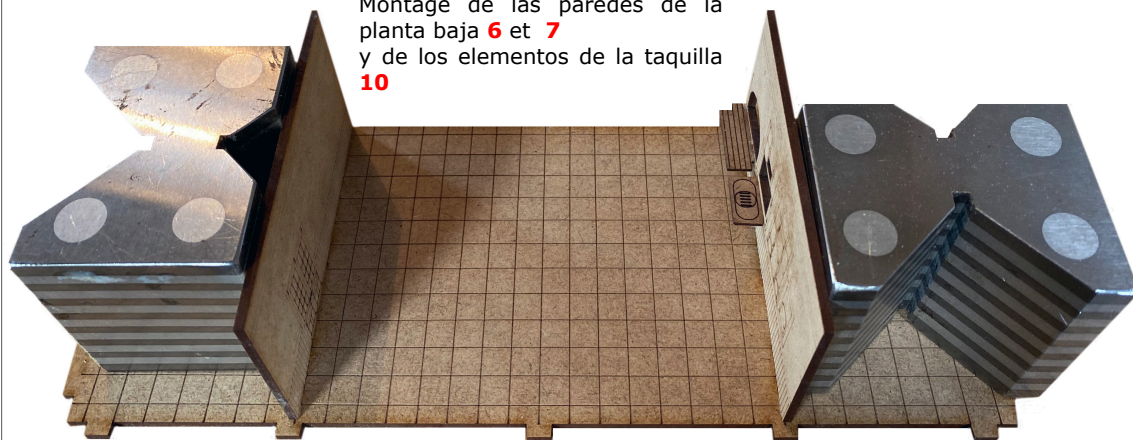 Montage de las paredes de la
planta baja 6 et 7
y de los elementos de la taquilla
10